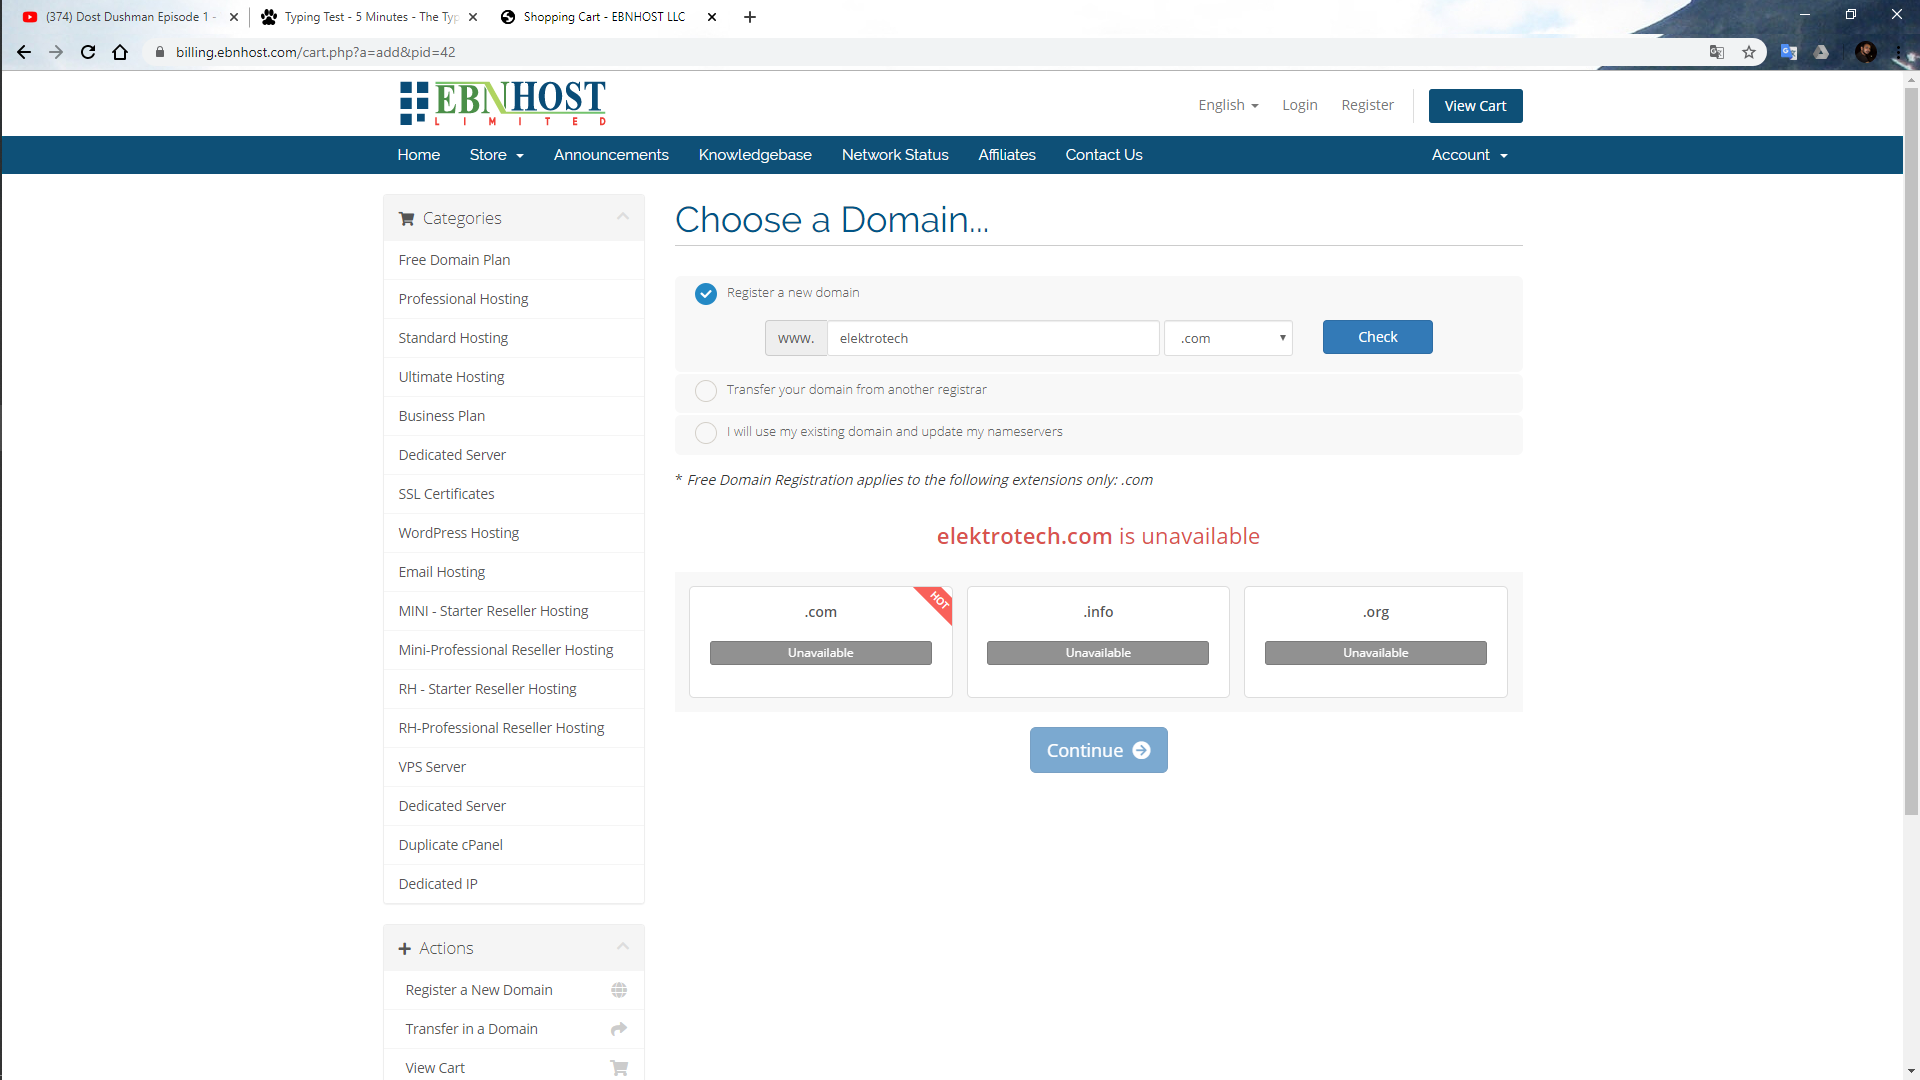 (374) Dost Dushman Episode 1 -
Typing Test - 5 Minutes - The Typ
Shopping Cart - EBNHOST LLC
billing.ebnhost.com/cart.php?a=add&pid=42
EBNHOST
LIMITED
English
Login
Register
View Cart
Home
Store
Announcements
Knowledgebase
Network Status
Affiliates
Contact Us
Account
Categories
Free Domain Plan
Professional Hosting
Standard Hosting
Ultimate Hosting
Business Plan
Dedicated Server
SSL Certificates
WordPress Hosting
Email Hosting
MINI - Starter Reseller Hosting
Mini-Professional Reseller Hosting
RH - Starter Reseller Hosting
RH-Professional Reseller Hosting
VPS Server
Dedicated Server
Duplicate cPanel
Dedicated IP
Actions
Register a New Domain
Transfer in a Domain
View Cart
Choose a Domain...
Register a new domain
www.
elektrotech
.com
Check
Transfer your domain from another registrar
I will use my existing domain and update my nameservers
* Free Domain Registration applies to the following extensions only: .com
elektrotech.com is unavailable
.com
HOT
Unavailable
.info
Unavailable
.org
Unavailable
Continue